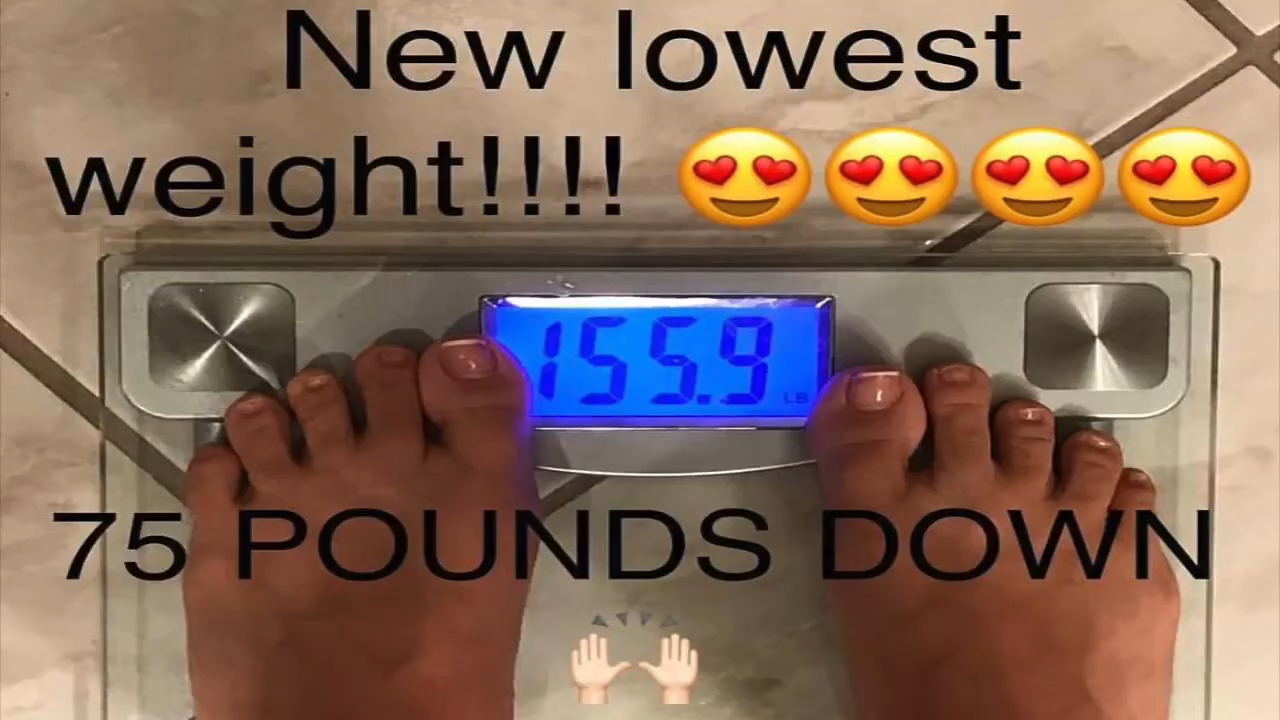 New lowest
weight!!!! 😍😍😍😍
155.9
LB
75 POUNDS DOWN
🙌🏻